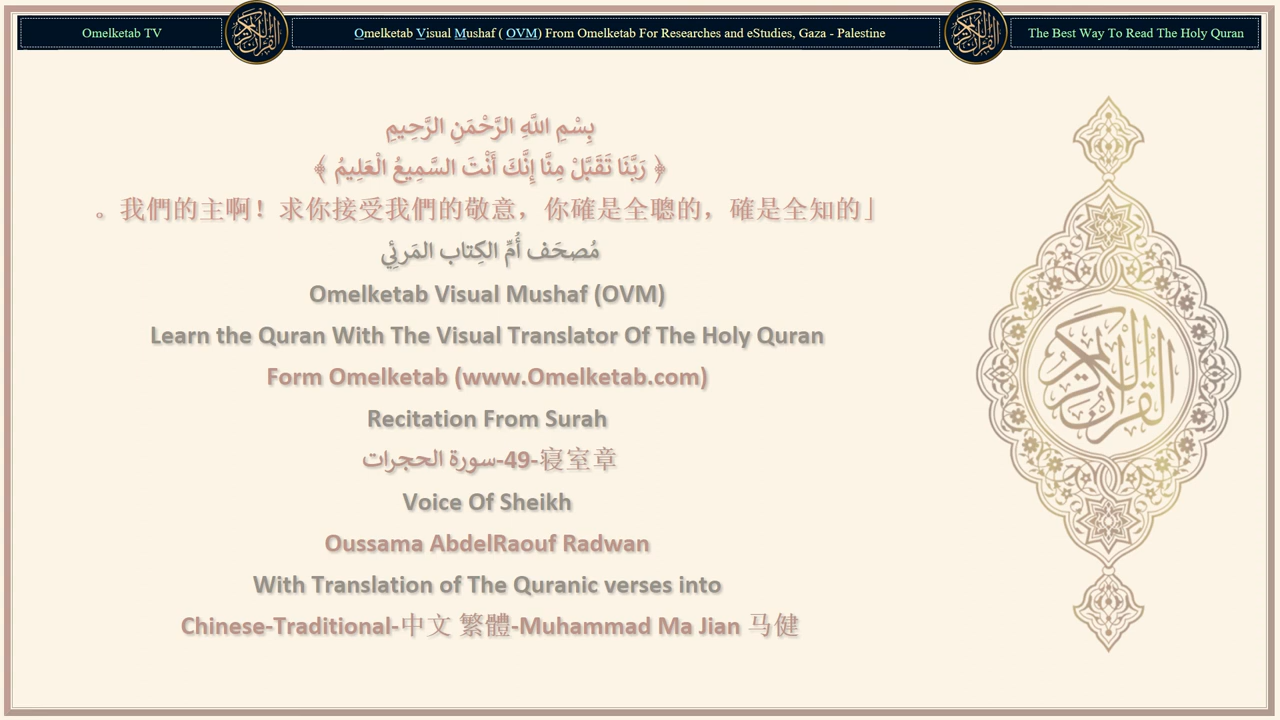 Omelketab TV
Omelketab Visual Mushaf ( OVM) From Omelketab For Researches and eStudies, Gaza - Palestine
The Best Way To Read The Holy Quran
بِسْمِ اللَّهِ الرَّحْمَنِ الرَّحِيمِ
﴿ رَبَّنَا تَقَبَّلْ مِنَّا إِنَّكَ أَنْتَ السَّمِيعُ الْعَلِيمُ ﴾
。我們的主啊！求你接受我們的敬意，你確是全聰的，確是全知的」
مُصحَف أُمِّ الكِتاب المَرئِي
Omelketab Visual Mushaf (OVM)
Learn the Quran With The Visual Translator Of The Holy Quran
Form Omelketab (www.Omelketab.com)
Recitation From Surah
سورة الحجرات-49-寝室章
Voice Of Sheikh
Oussama AbdelRaouf Radwan
With Translation of The Quranic verses into
Chinese-Traditional-中文 繁體-Muhammad Ma Jian 马健
القرآن الكريم